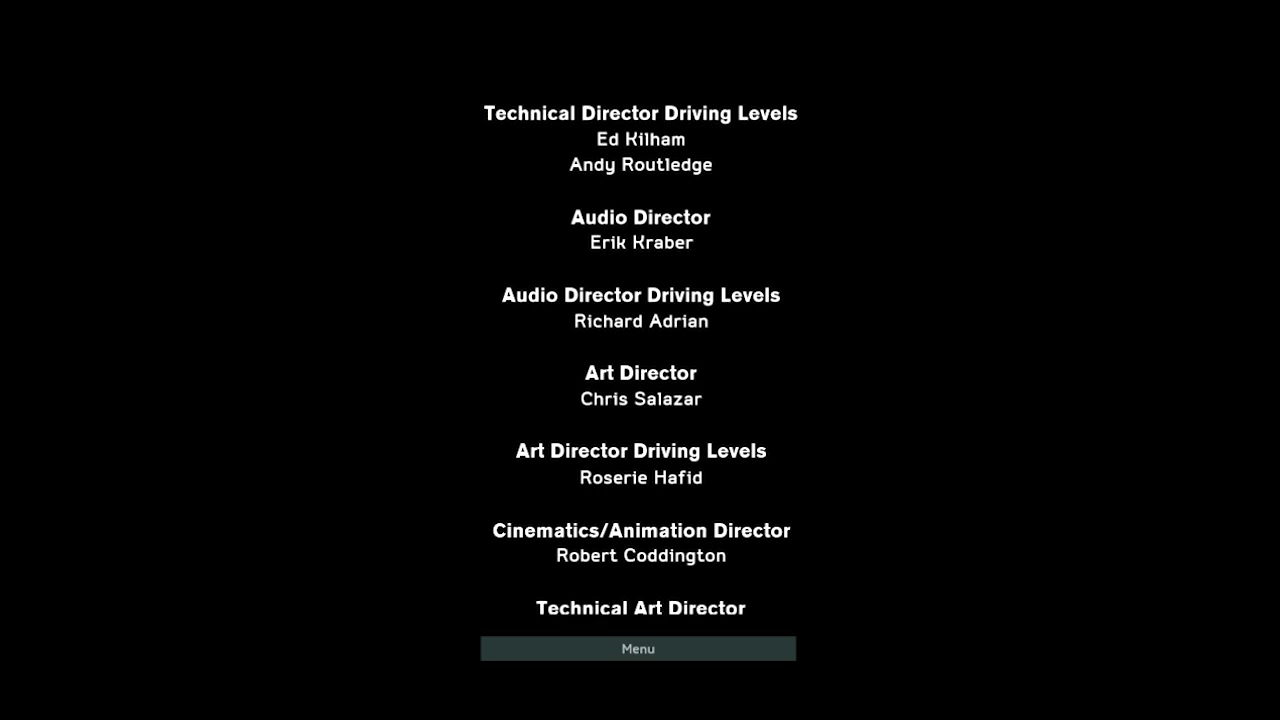 Technical Director Driving Levels
Ed Kilham
Andy Routledge
Audio Director
Erik Kraber
Audio Director Driving Levels
Richard Adrian
Art Director
Chris Salazar
Art Director Driving Levels
Roserie Hafid
Cinematics/Animation Director
Robert Coddington
Technical Art Director
Menu